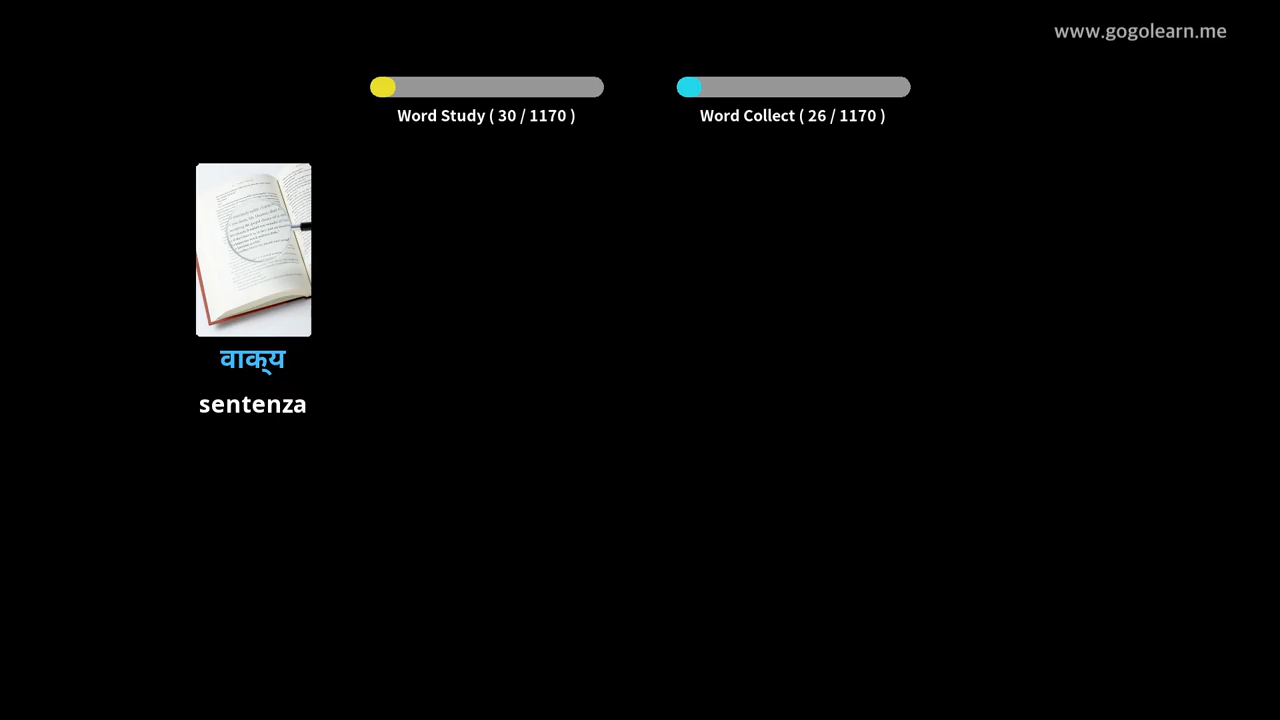 www.gogolearn.me
Word Study ( 30 / 1170 )
Word Collect ( 26 / 1170 )
वाक्य
sentenza